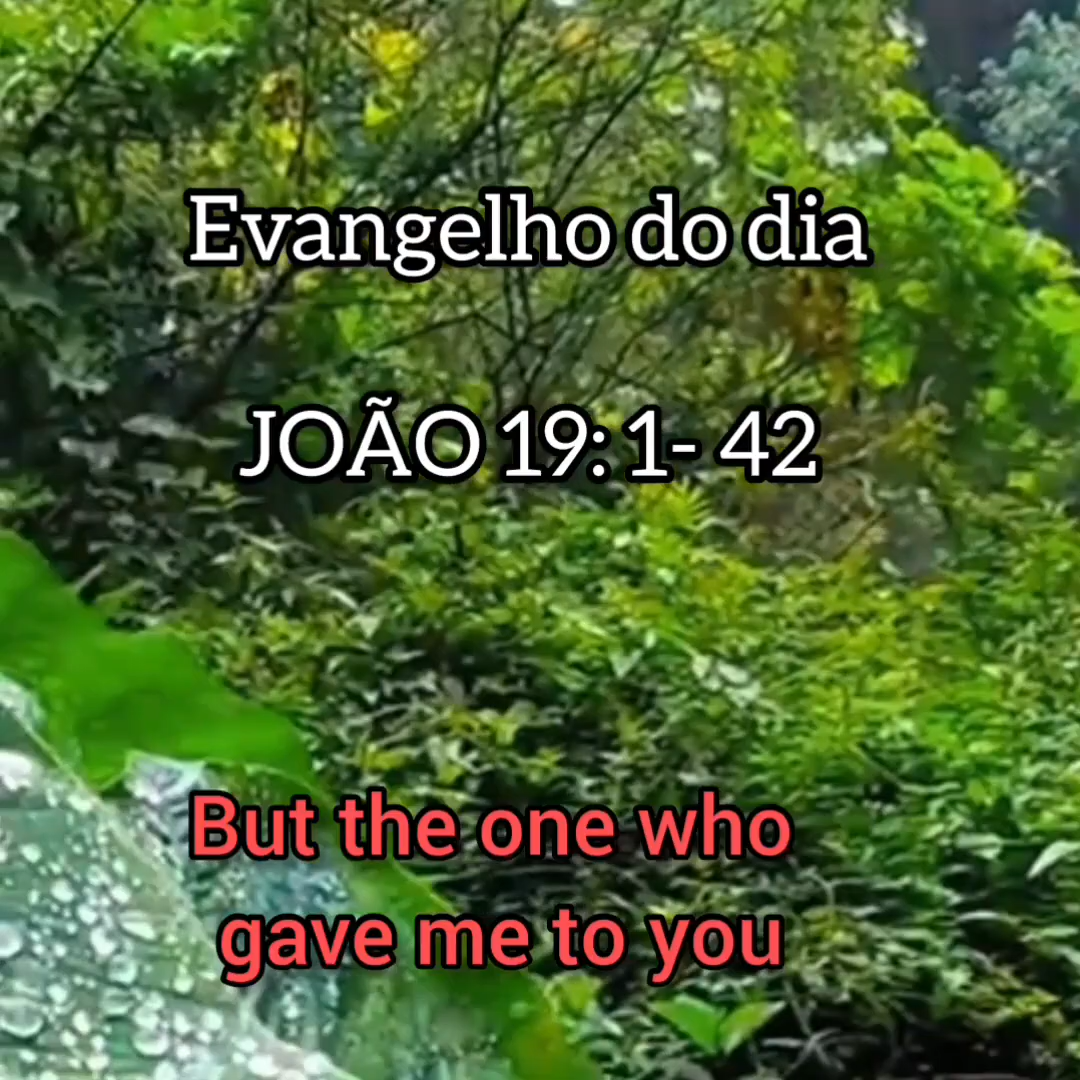 Evangelho do dia
JOÃO 19: 1- 42
But the one who
gave me to you